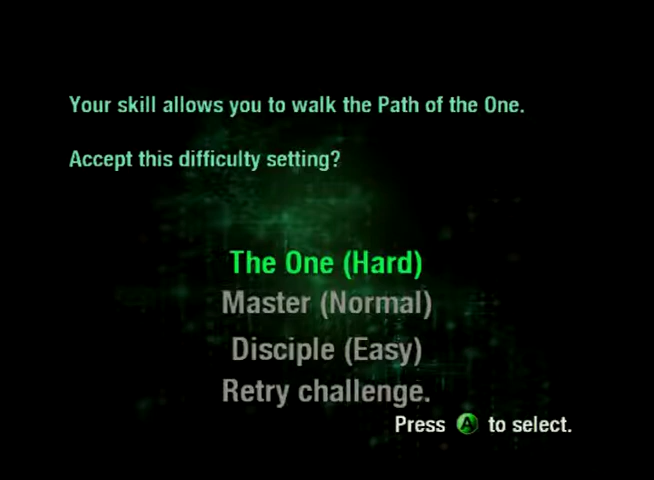 Your skill allows you to walk the Path of the One.
Accept this difficulty setting?
The One (Hard)
Master (Normal)
Disciple (Easy)
Retry challenge.
Press A to select.